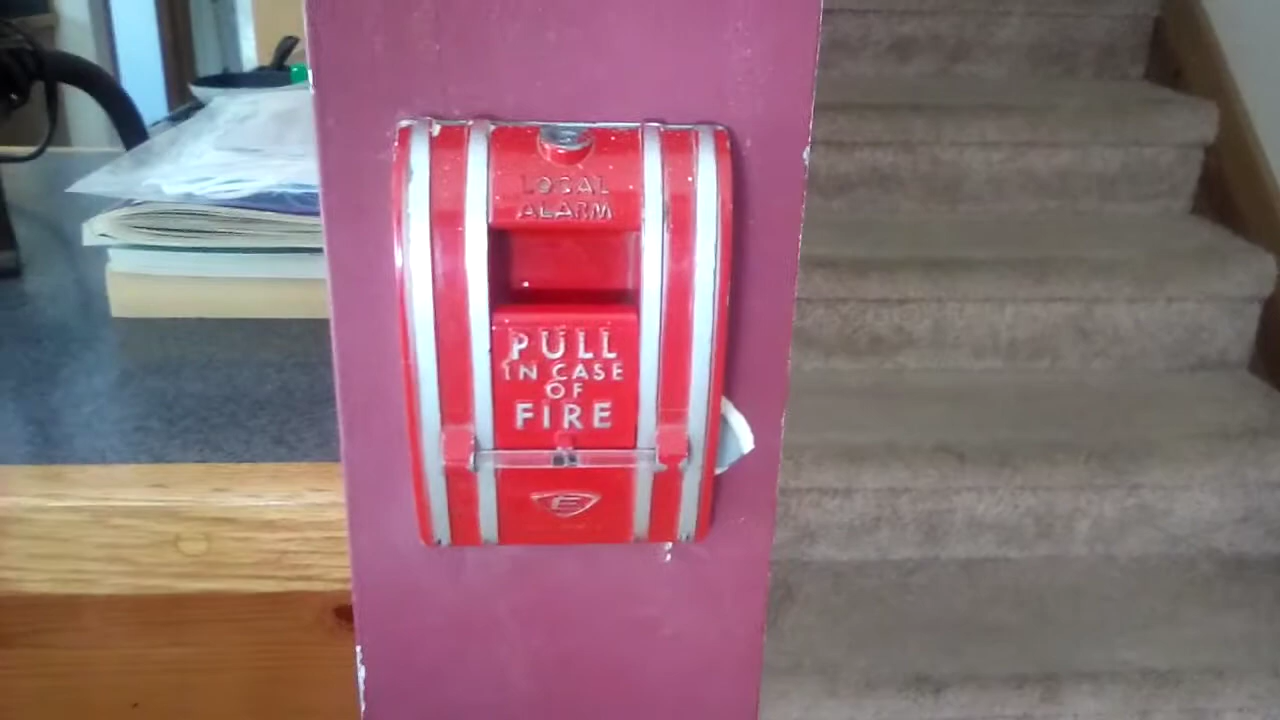 LOCAL
ALARM
PULL
IN CASE
OF
FIRE
E